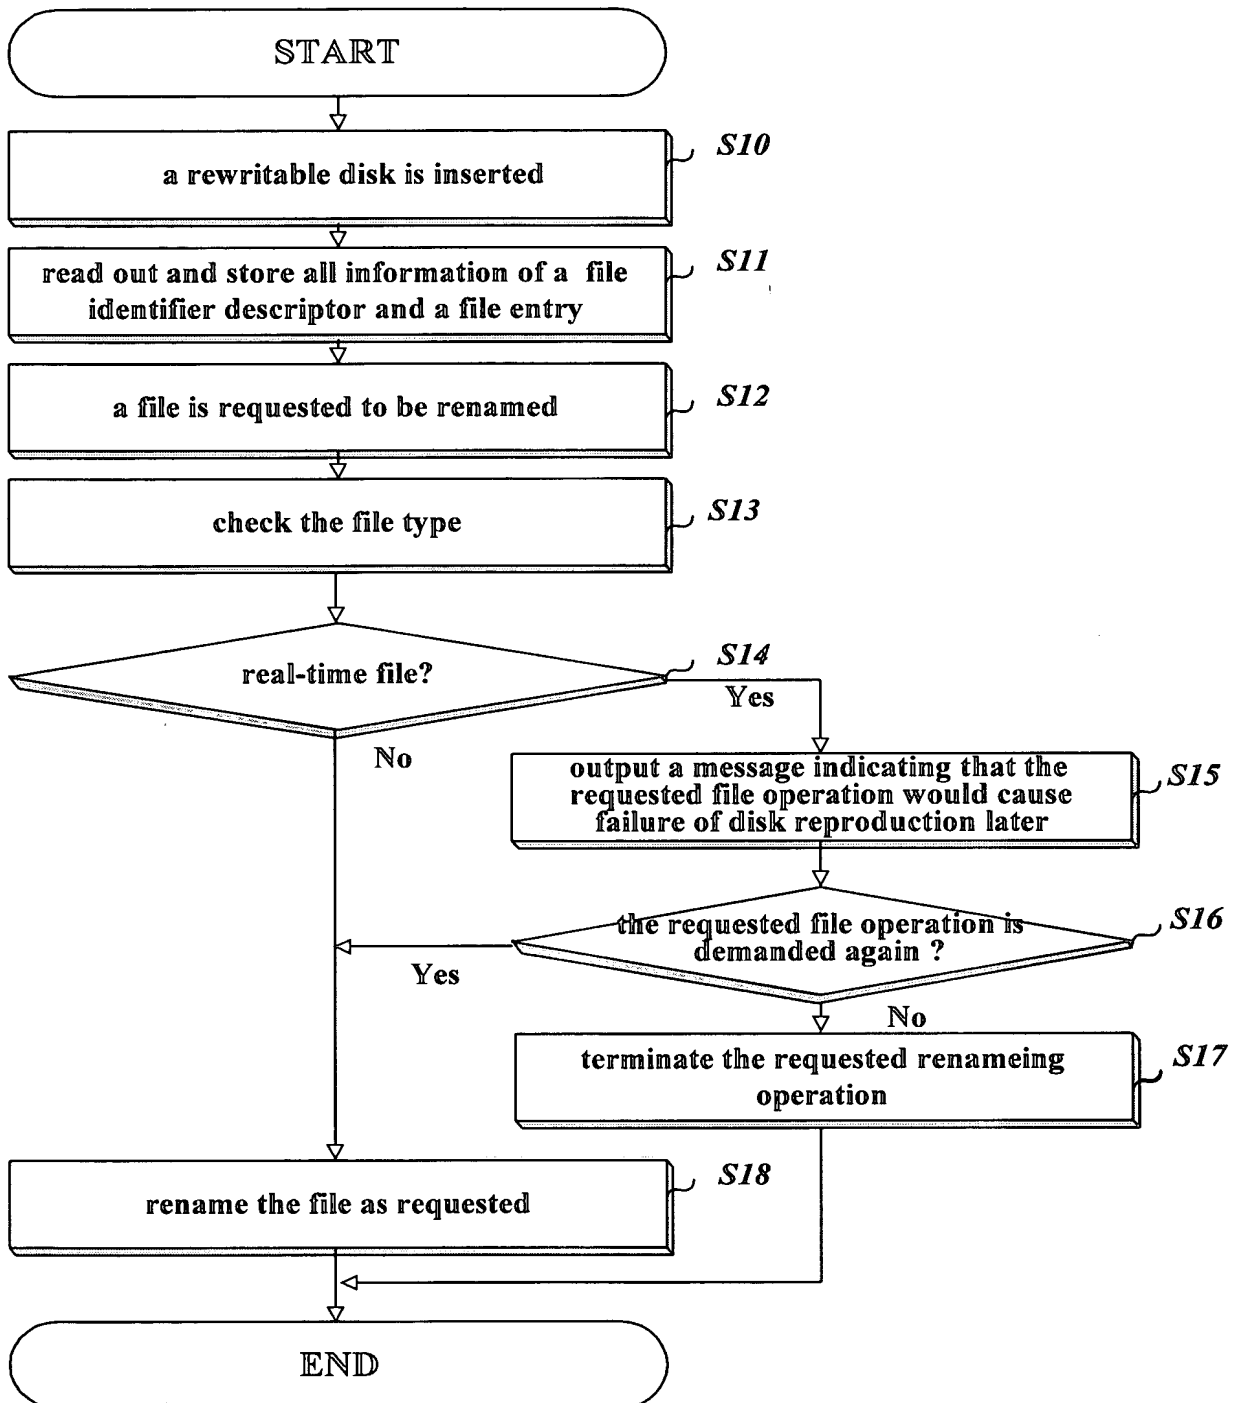 START
a rewritable disk is inserted
S10
read out and store all information of a file
identifier descriptor and a file entry
S11
a file is requested to be renamed
S12
check the file type
S13
real-time file?
S14
Yes
No
output a message indicating that the
requested file operation would cause
failure of disk reproduction later
S15
the requested file operation is
demanded again ?
S16
Yes
No
terminate the requested renameing
operation
S17
rename the file as requested
S18
END